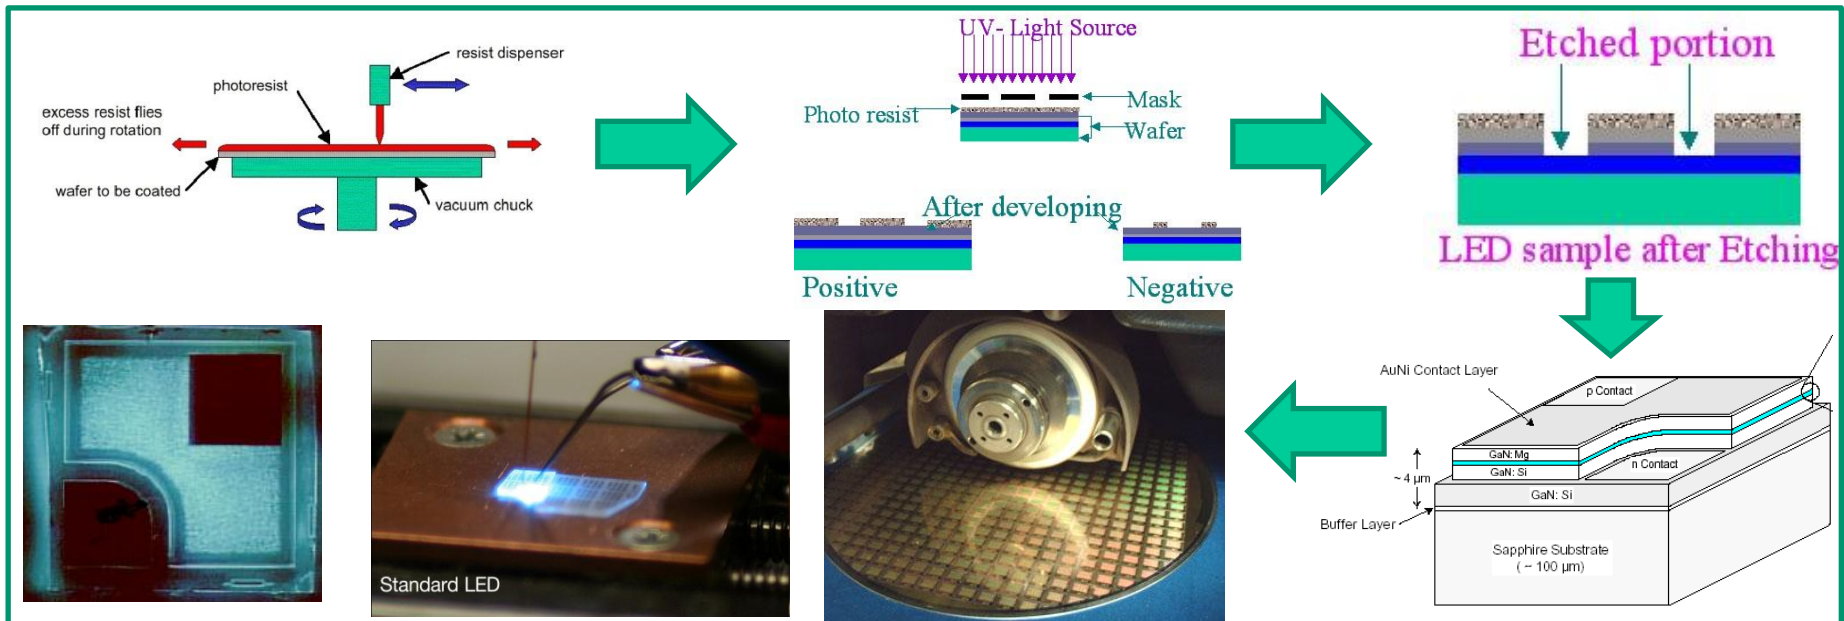 resist dispenser
photoresist
excess resist flies
off during rotation
wafer to be coated
vacuum chuck
UV- Light Source
Mask
Photo resist
Wafer
After developing
Positive
Negative
Etched portion
LED sample after Etching
AuNi Contact Layer
p Contact
GaN: Mg
GaN: Si
n Contact
~ 4 µm
GaN: Si
Buffer Layer
Sapphire Substrate
( ~ 100 µm)
Standard LED